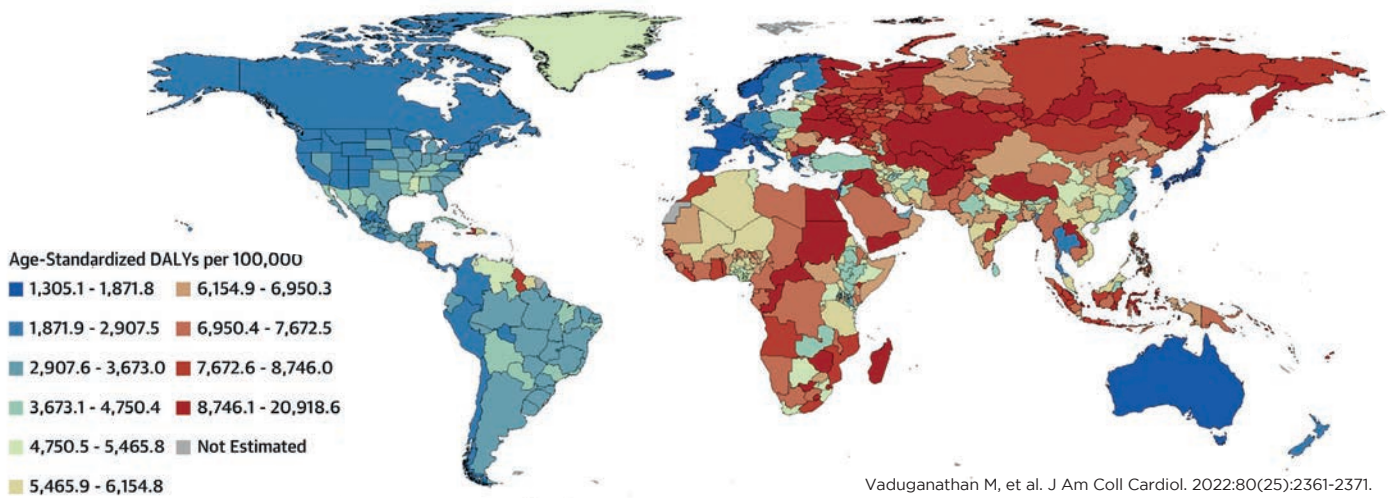 Age-Standardized DALYs per 100,000
1,305.1 - 1,871.8
6,154.9 - 6,950.3
1,871.9 - 2,907.5
6,950.4 - 7,672.5
2,907.6 - 3,673.0
7,672.6 - 8,746.0
3,673.1 - 4,750.4
8,746.1 - 20,918.6
4,750.5 - 5,465.8
Not Estimated
5,465.9 - 6,154.8
Vaduganathan M, et al. J Am Coll Cardiol. 2022:80(25):2361-2371.